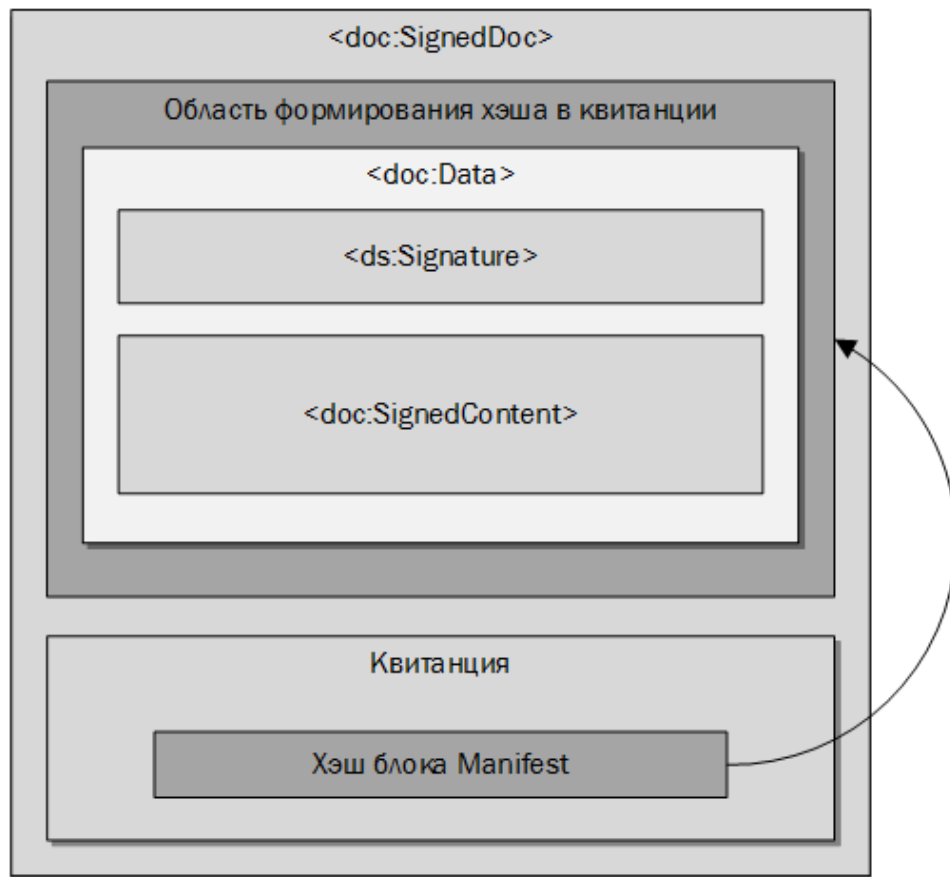 <doc:SignedDoc>
Область формирования хэша в квитанции
<doc:Data>
<ds:Signature>
<doc:SignedContent>
Квитанция
Хэш блока Manifest